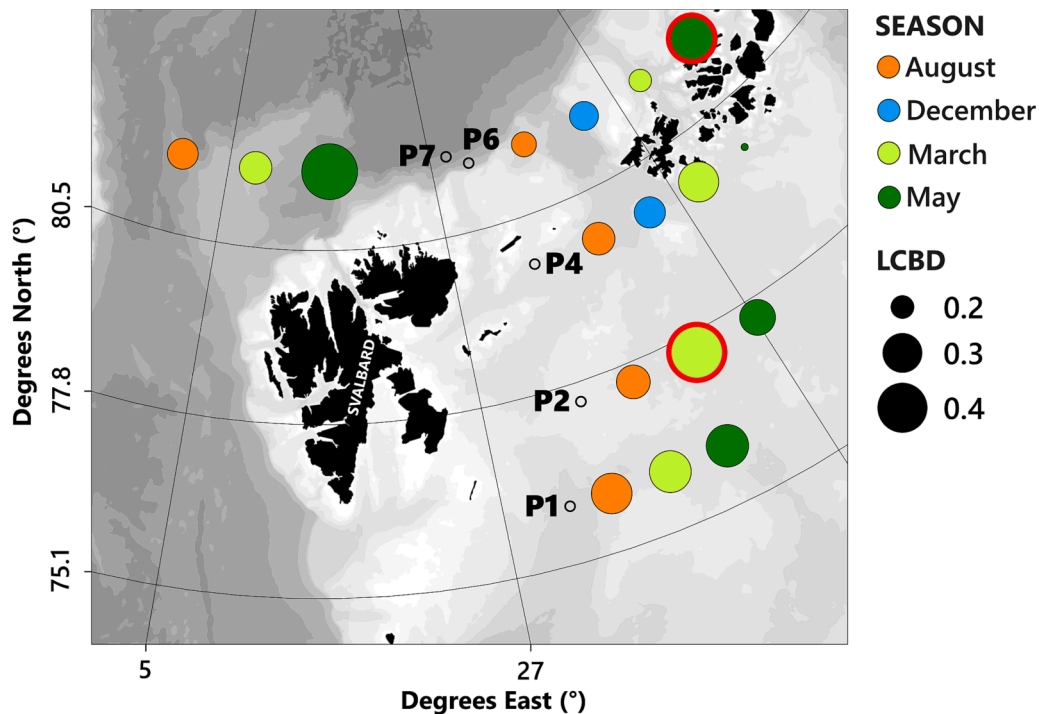 SEASON
August
December
March
May
LCBD
0.2
0.3
0.4
P7
P6
P4
P2
P1
SVALBARD
80.5
77.8
75.1
Degrees North (°)
5
27
Degrees East (°)